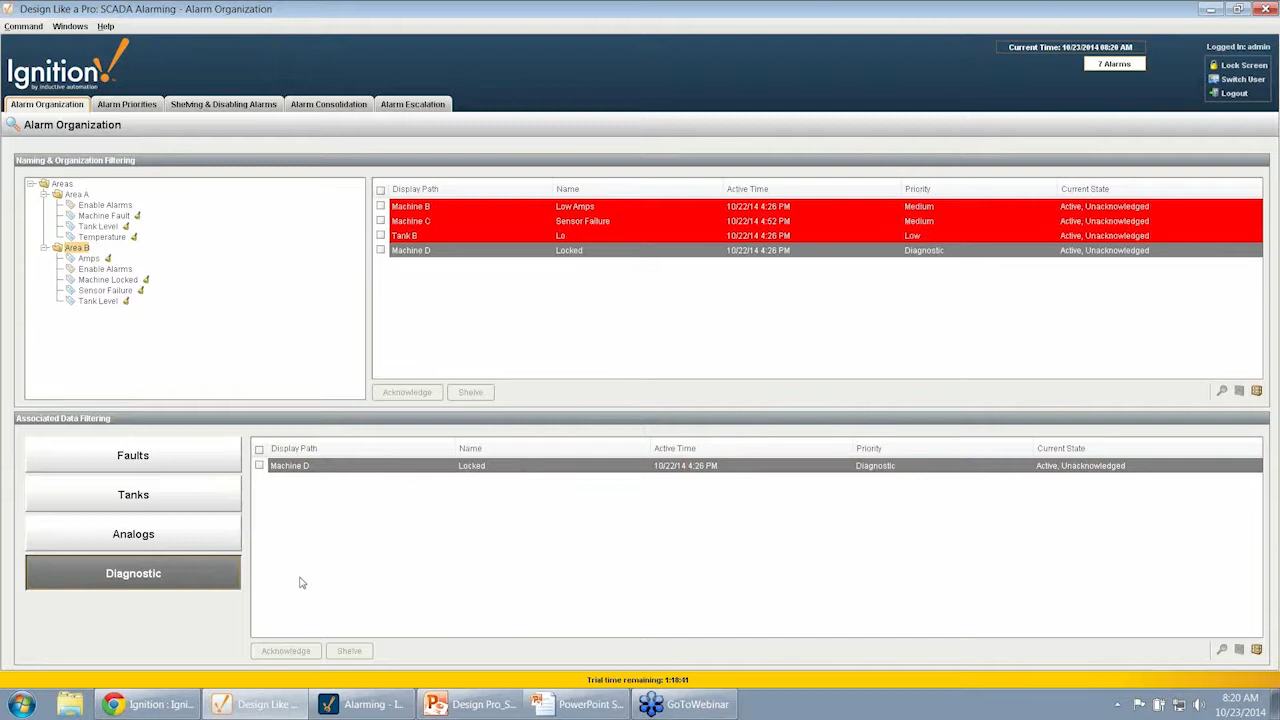 Design Like a Pro: SCADA Alarming - Alarm Organization
Command Windows Help
Ignition!
by inductive automation
Current Time: 10/23/2014 08:20 AM
7 Alarms
Logged In: admin
Lock Screen
Switch User
Logout
Alarm Organization Alarm Priorities Shelving & Disabling Alarms Alarm Consolidation Alarm Escalation
Alarm Organization
Naming & Organization Filtering
Areas
Area A
Enable Alarms
Machine Fault
Tank Level
Temperature
Area B
Amps
Enable Alarms
Machine Locked
Sensor Failure
Tank Level
Display Path Name Active Time Priority Current State
Machine B Low Amps 10/22/14 4:26 PM Medium Active, Unacknowledged
Machine C Sensor Failure 10/22/14 4:52 PM Medium Active, Unacknowledged
Tank B Lo 10/22/14 4:26 PM Low Active, Unacknowledged
Machine D Locked 10/22/14 4:26 PM Diagnostic Active, Unacknowledged
Acknowledge Shelve
Associated Data Filtering
Faults
Tanks
Analogs
Diagnostic
Display Path Name Active Time Priority Current State
Machine D Locked 10/22/14 4:26 PM Diagnostic Active, Unacknowledged
Acknowledge Shelve
Trial time remaining: 1:18:41
Ignition : Igni... Design Like ... Alarming - I... Design Pro_S... PowerPoint S... GoToWebinar
8:20 AM
10/23/2014